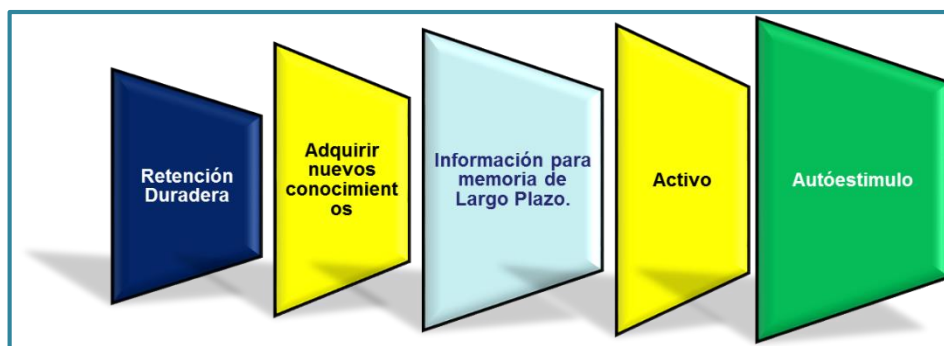 Retención
Duradera
Adquirir
nuevos
conocimient
os
Información para
memoria de
Largo Plazo.
Activo
Autóestimulo